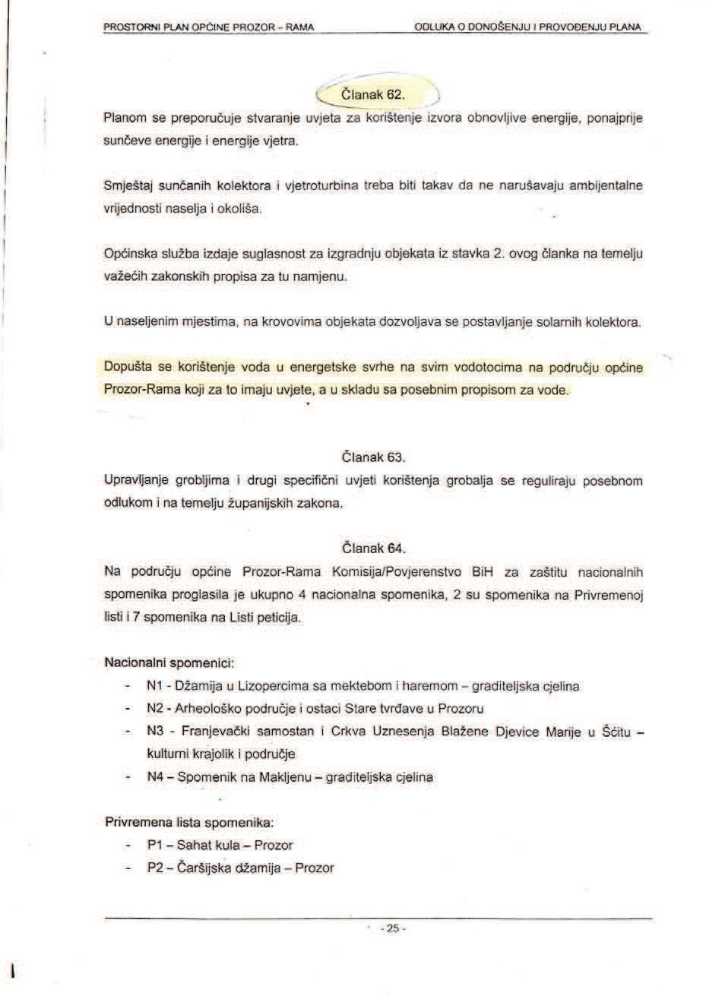 PROSTORNI PLAN OPĆINE PROZOR – RAMA ODLUKA O DONOŠENJU I PROVOĐENJU PLANA
Članak 62.
Planom se preporučuje stvaranje uvjeta za korištenje izvora obnovljive energije, ponajprije
sunčeve energije i energije vjetra.
Smještaj sunčanih kolektora i vjetroturbina treba biti takav da ne narušavaju ambijentalne
vrijednosti naselja i okoliša.
Općinska služba izdaje suglasnost za izgradnju objekata iz stavka 2. ovog članka na temelju
važećih zakonskih propisa za tu namjenu.
U naseljenim mjestima, na krovovima objekata dozvoljava se postavljanje solarnih kolektora.
Dopušta se korištenje voda u energetske svrhe na svim vodotocima na području općine
Prozor-Rama koji za to imaju uvjete, a u skladu sa posebnim propisom za vode.
Članak 63.
Upravljanje grobljima i drugi specifični uvjeti korištenja grobalja se reguliraju posebnom
odlukom i na temelju županijskih zakona.
Članak 64.
Na području općine Prozor-Rama Komisija/Povjerenstvo BiH za zaštitu nacionalnih
spomenika proglasila je ukupno 4 nacionalna spomenika, 2 su spomenika na Privremenoj
listi i 7 spomenika na Listi peticija.
Nacionalni spomenici:
- N1 - Džamija u Lizopercima sa mektebom i haremom – graditeljska cjelina
- N2 - Arheološko područje i ostaci Stare tvrđave u Prozoru
- N3 - Franjevački samostan i Crkva Uznesenja Blažene Djevice Marije u Šćitu –
kulturni krajolik i područje
- N4 – Spomenik na Makljenu – graditeljska cjelina
Privremena lista spomenika:
- P1 – Sahat kula – Prozor
- P2 – Čaršijska džamija – Prozor
- 25 -